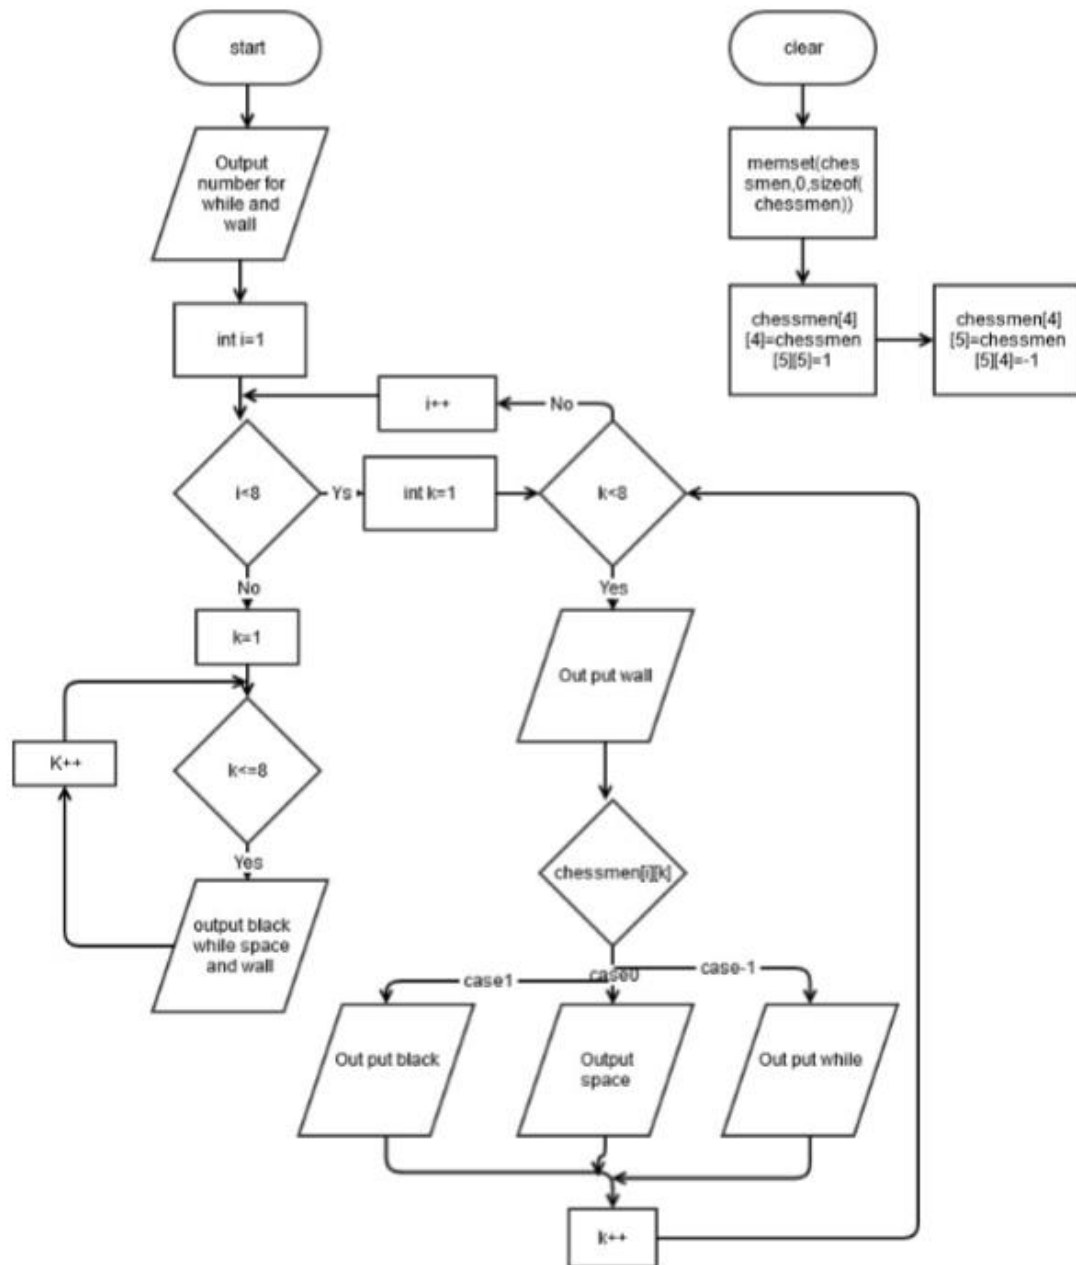 start
Output
number for
while and
wall
int i=1
i++
No
i<8
Ys
int k=1
k<8
No
Yes
k=1
Out put wall
K++
k<=8
Yes
chessmen[i][k]
output black
while space
and wall
case1
case0
case-1
Out put black
Output
space
Out put while
k++
clear
memset(ches
smen,0,sizeof(
chessmen))
chessmen[4]
[4]=chessmen
[5][5]=1
chessmen[4]
[5]=chessmen
[5][4]=-1